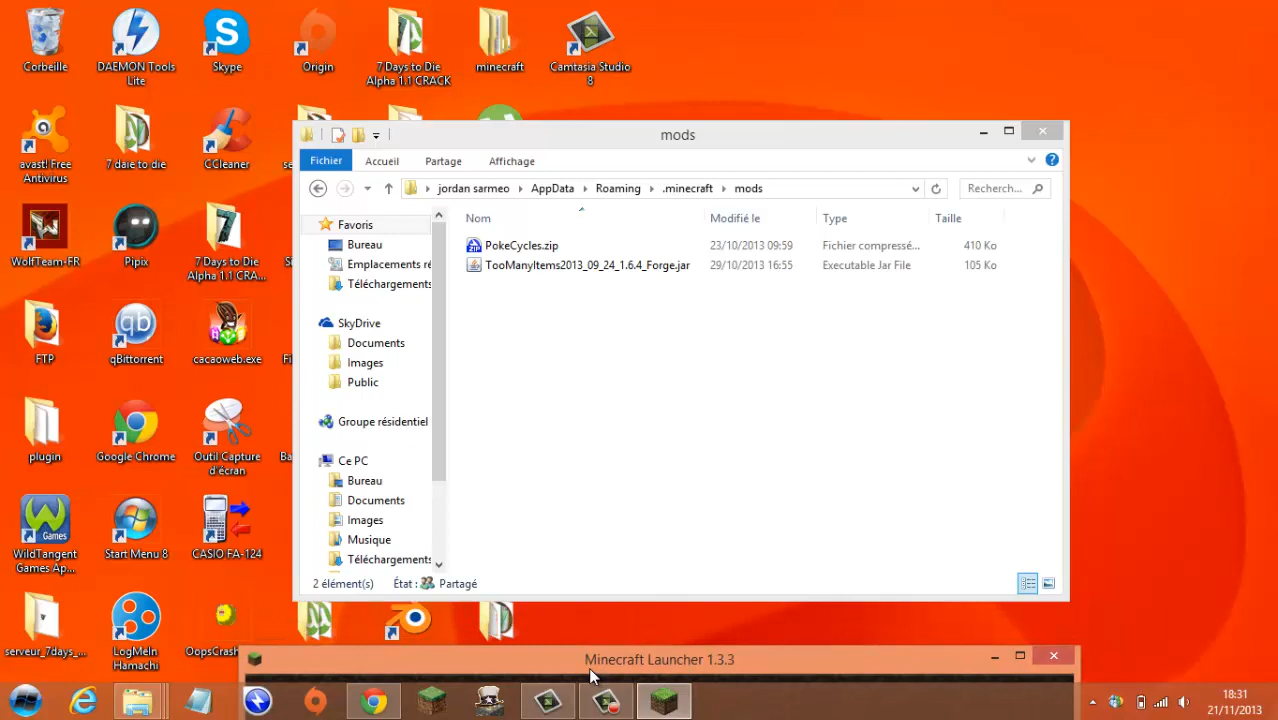 Corbeille
DAEMON Tools
Lite
Skype
Origin
7 Days to Die
Alpha 1.1 CRACK
minecraft
Camtasia Studio
8
avast! Free
Antivirus
7 daie to die
CCleaner
WolfTeam-FR
Pipix
7 Days to Die
Alpha 1.1 CRA...
FTP
qBittorrent
cacaoweb.exe
plugin
Google Chrome
Outil Capture
d'écran
WildTangent
Games Ap...
Start Menu 8
CASIO FA-124
serveur_7days_...
LogMeIn
Hamachi
OopsCrash
mods
Fichier
Accueil
Partage
Affichage
jordan sarmeo
AppData
Roaming
.minecraft
mods
Recherch...
Nom
Modifié le
Type
Taille
PokeCycles.zip
23/10/2013 09:59
Fichier compressé...
410 Ko
TooManyItems2013_09_24_1.6.4_Forge.jar
29/10/2013 16:55
Executable Jar File
105 Ko
Favoris
Bureau
Emplacements ré
Téléchargements
SkyDrive
Documents
Images
Public
Groupe résidentiel
Ce PC
Bureau
Documents
Images
Musique
Téléchargements
2 élément(s)
État : Partagé
Minecraft Launcher 1.3.3
18:31
21/11/2013